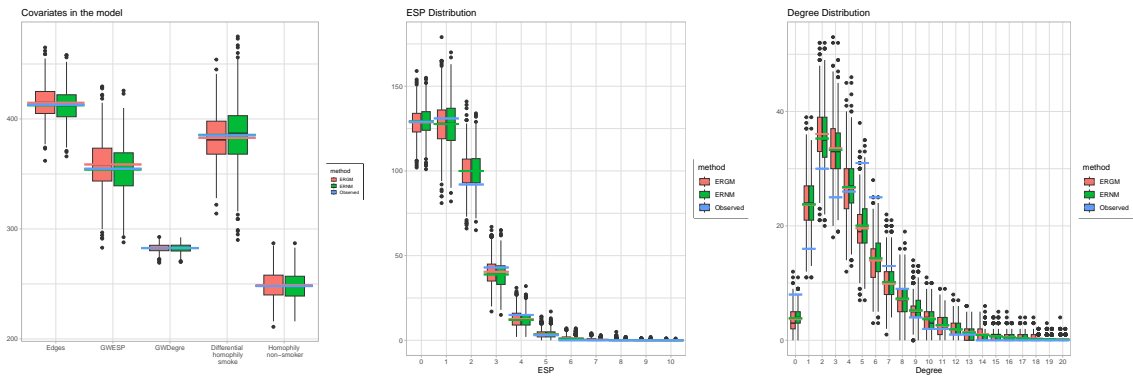 Covariates in the model
400
300
200
Edges
GWESP
GWDegre
Differential
homophily
smoke
Homophily
non−smoker
method
ERGM
ERNM
Observed
ESP Distribution
150
100
50
0
0 1 2 3 4 5 6 7 8 9 10
ESP
method
ERGM
ERNM
Observed
Degree Distribution
40
20
0
0 1 2 3 4 5 6 7 8 9 10 11 12 13 14 15 16 17 18 19 20
Degree
method
ERGM
ERNM
Observed